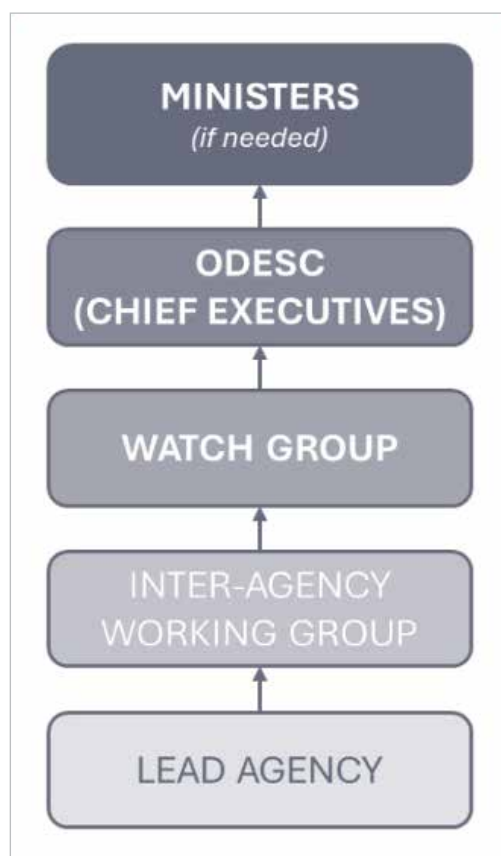 MINISTERS
(if needed)
ODESC
(CHIEF EXECUTIVES)
WATCH GROUP
INTER-AGENCY
WORKING GROUP
LEAD AGENCY